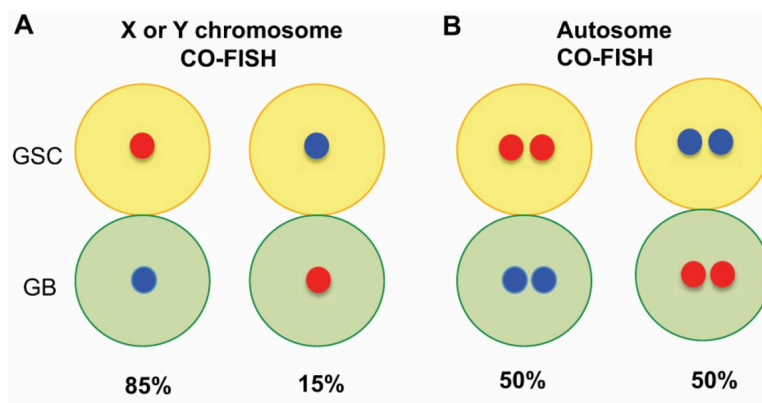 A
X or Y chromosome
CO-FISH
B
Autosome
CO-FISH
GSC
GB
85%
15%
50%
50%